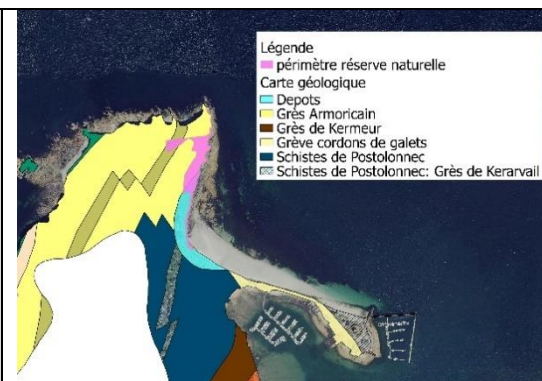 Légende
périmètre réserve naturelle
Carte géologique
Depots
Grès Armoricain
Grès de Kermeur
Grève cordons de galets
Schistes de Postolonnec
Schistes de Postolonnec: Grès de Kerarvail